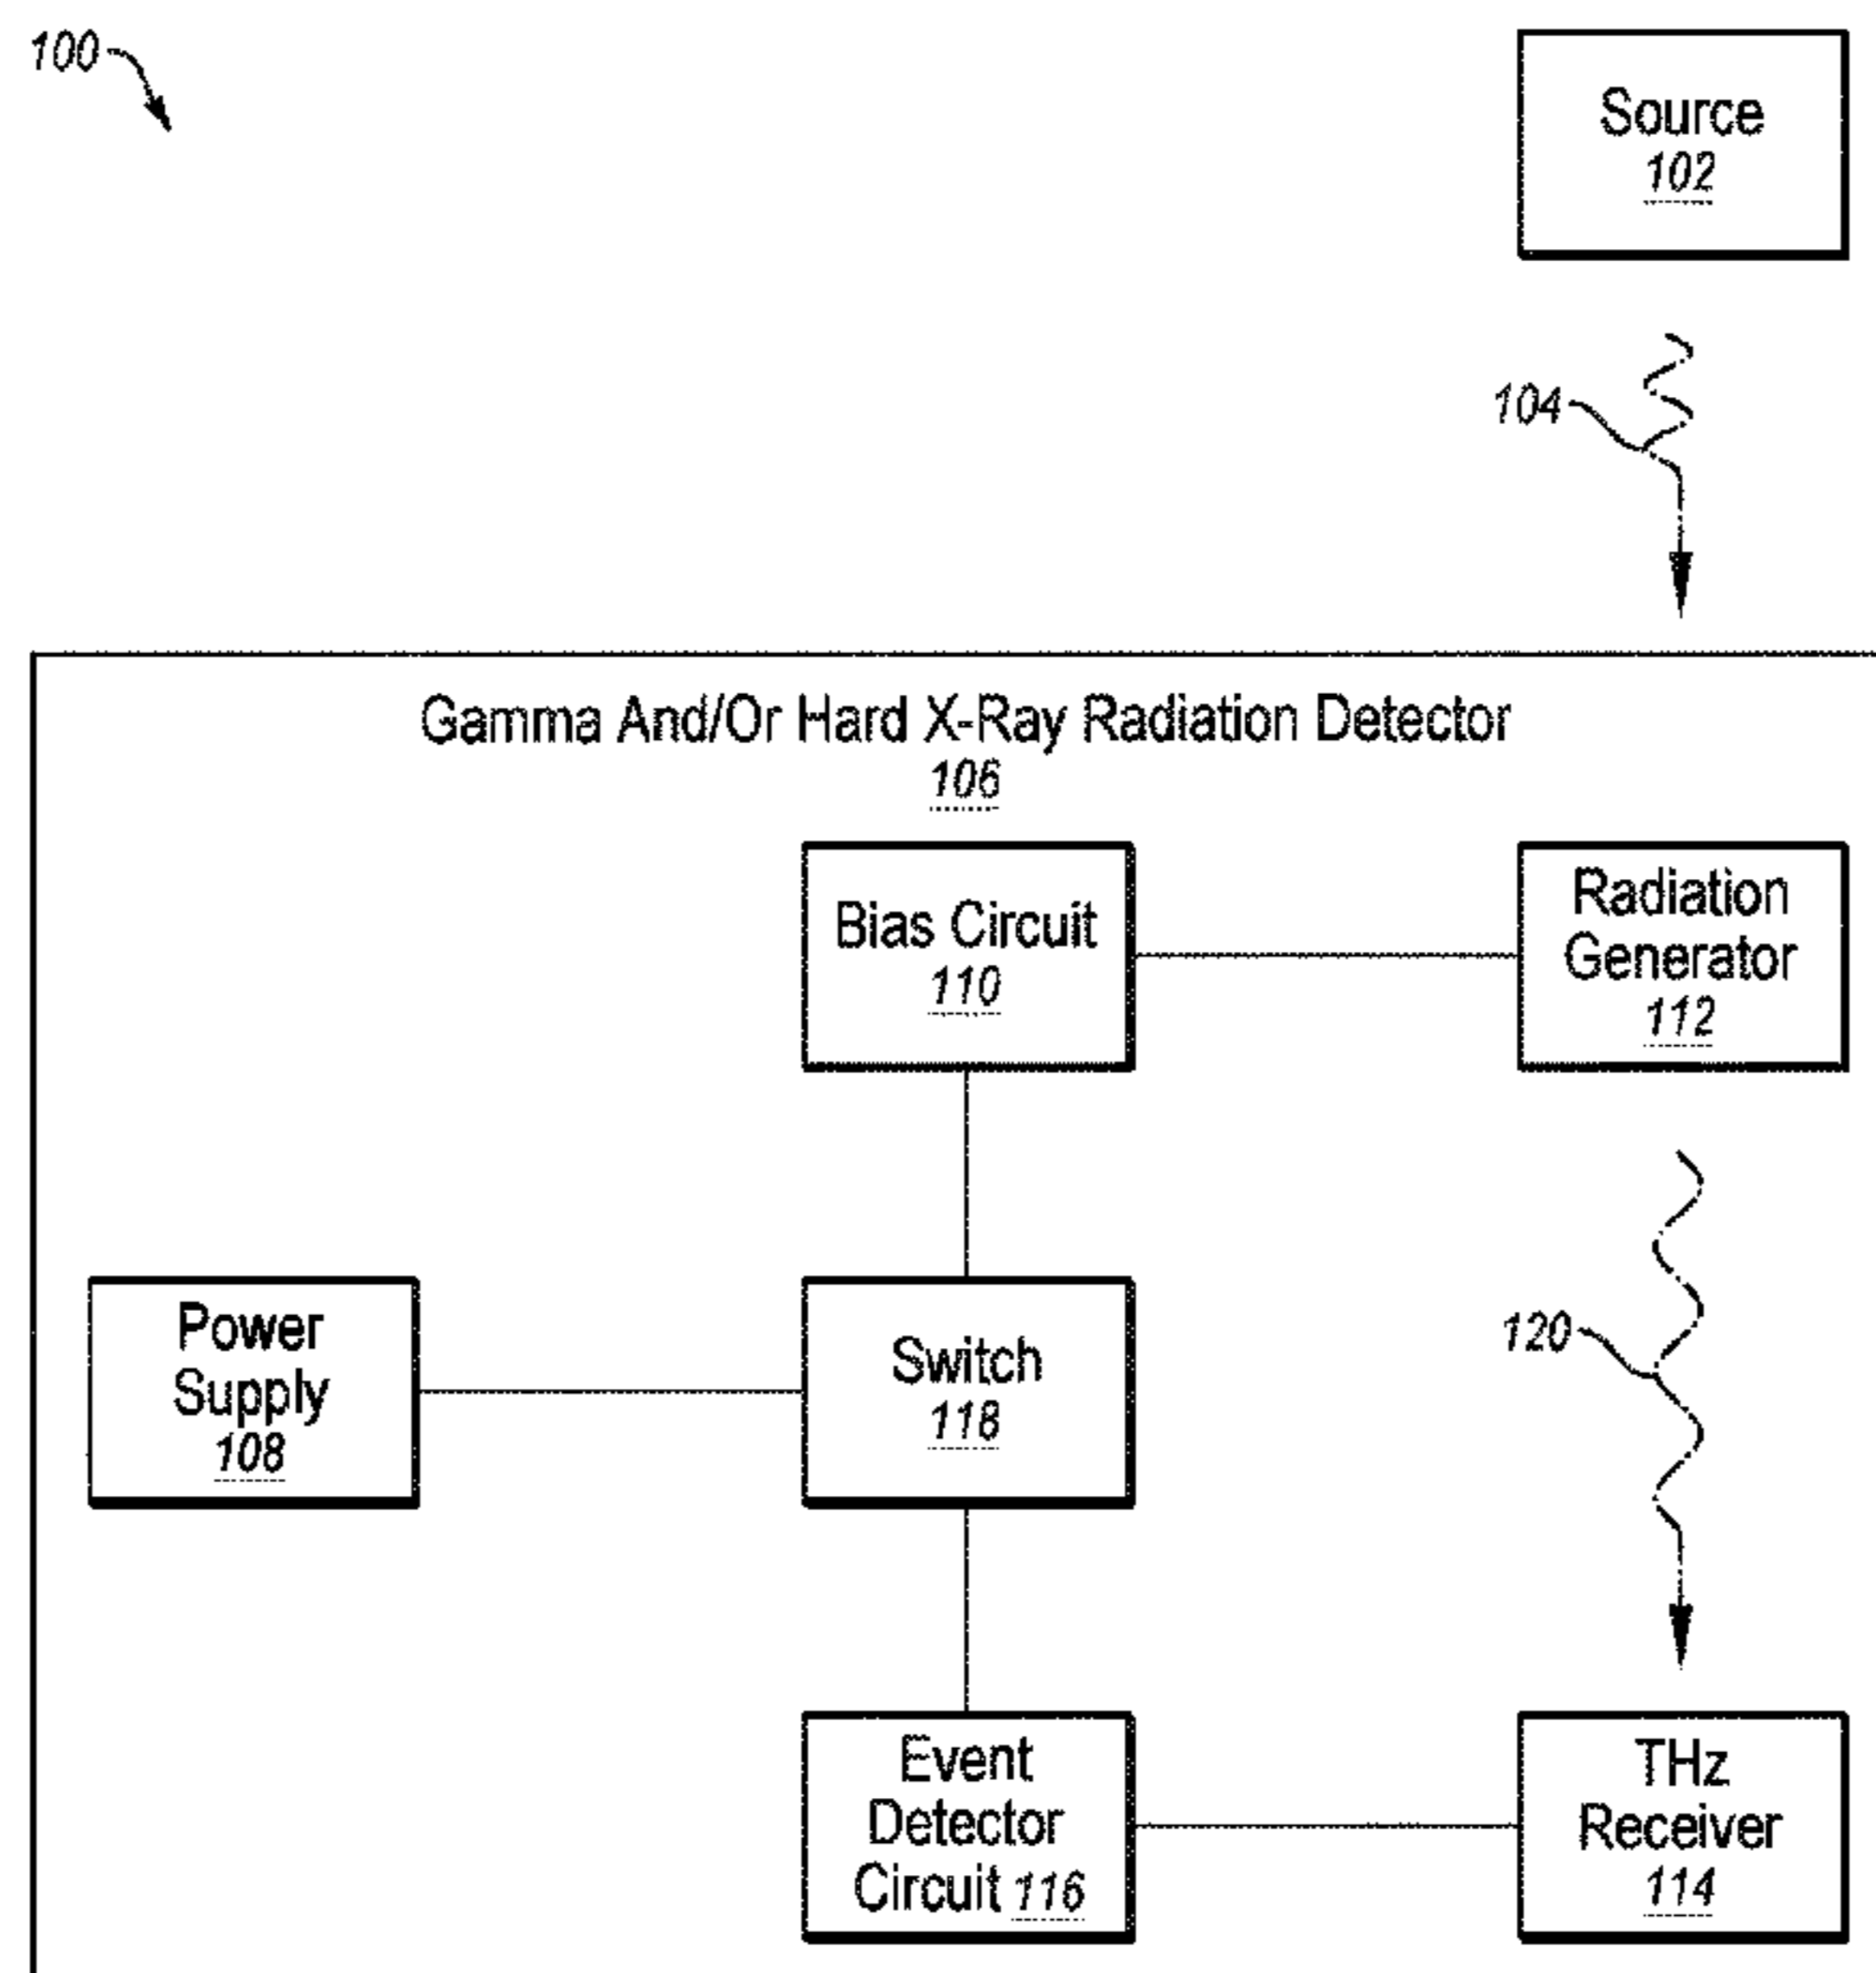 100
Source
102
104
Gamma And/Or Hard X-Ray Radiation Detector
106
Bias Circuit
110
Radiation
Generator
112
Power
Supply
108
Switch
118
120
Event
Detector
Circuit 116
THz
Receiver
114